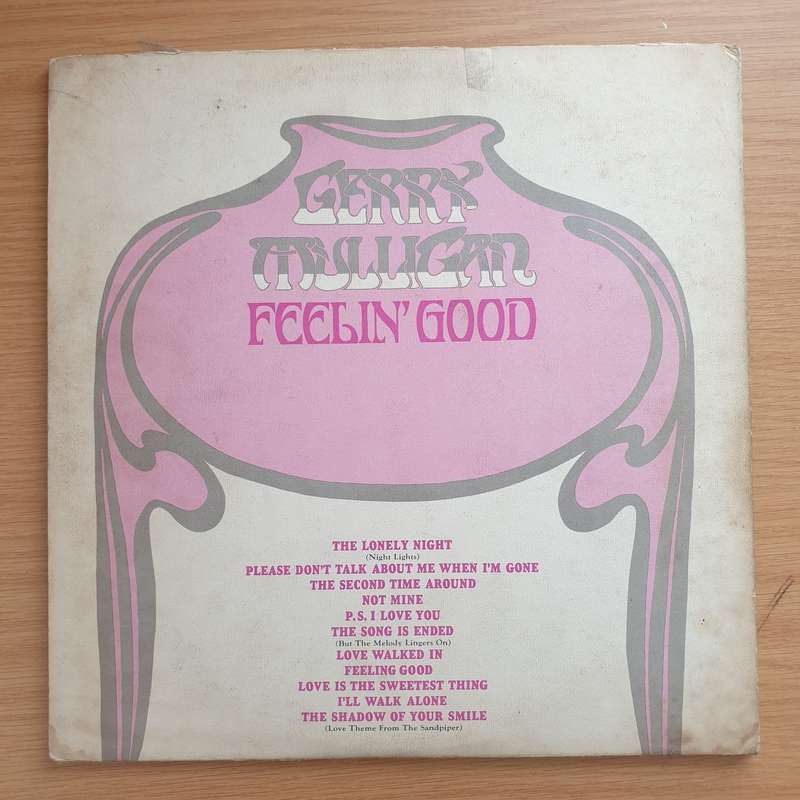 GERRY
MULLIGAN
FEELIN' GOOD
THE LONELY NIGHT
(Night Lights)
PLEASE DON'T TALK ABOUT ME WHEN I'M GONE
THE SECOND TIME AROUND
NOT MINE
P.S. I LOVE YOU
THE SONG IS ENDED
(But The Melody Lingers On)
LOVE WALKED IN
FEELING GOOD
LOVE IS THE SWEETEST THING
I'LL WALK ALONE
THE SHADOW OF YOUR SMILE
(Love Theme From The Sandpiper)